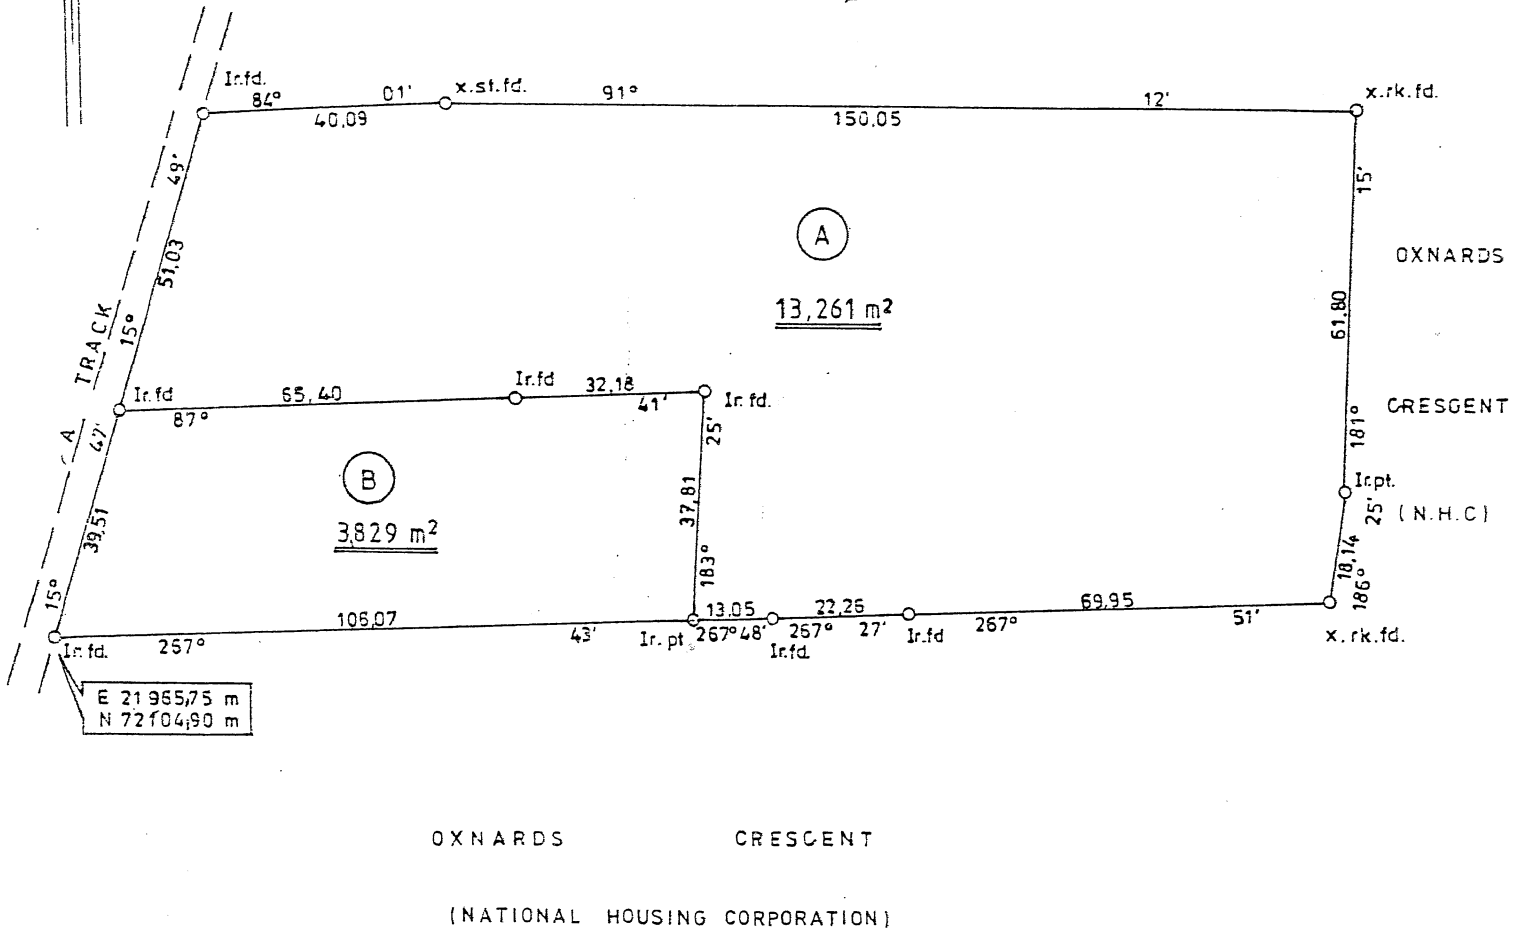 Ir.fd.
84° 01'
40,09
x.st.fd.
91° 12'
150,05
x.rk.fd.
49'
51,03
15°
A TRACK
A
13,261 m²
15'
61,80
181°
OXNARDS
CRESCENT
(N.H.C)
Ir.fd
65,40
87°
Ir.fd
32,18
41'
Ir.fd.
25'
37,81
183°
47'
39,51
15°
B
3,829 m²
Ir.pt.
25'
18,14
186°
106,07
Ir.fd.
267° 43'
Ir.pt
13,05
267°48'
22,26
267° 27'
Ir.fd.
Ir.fd
69,95
267° 51'
x.rk.fd.
E 21 965,75 m
N 72104,90 m
OXNARDS CRESCENT
(NATIONAL HOUSING CORPORATION)